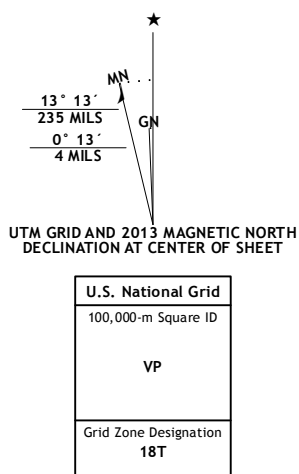 ★
MN
13° 13´
235 MILS
GN
0° 13´
4 MILS
UTM GRID AND 2013 MAGNETIC NORTH
DECLINATION AT CENTER OF SHEET
U.S. National Grid
100,000-m Square ID
VP
Grid Zone Designation
18T